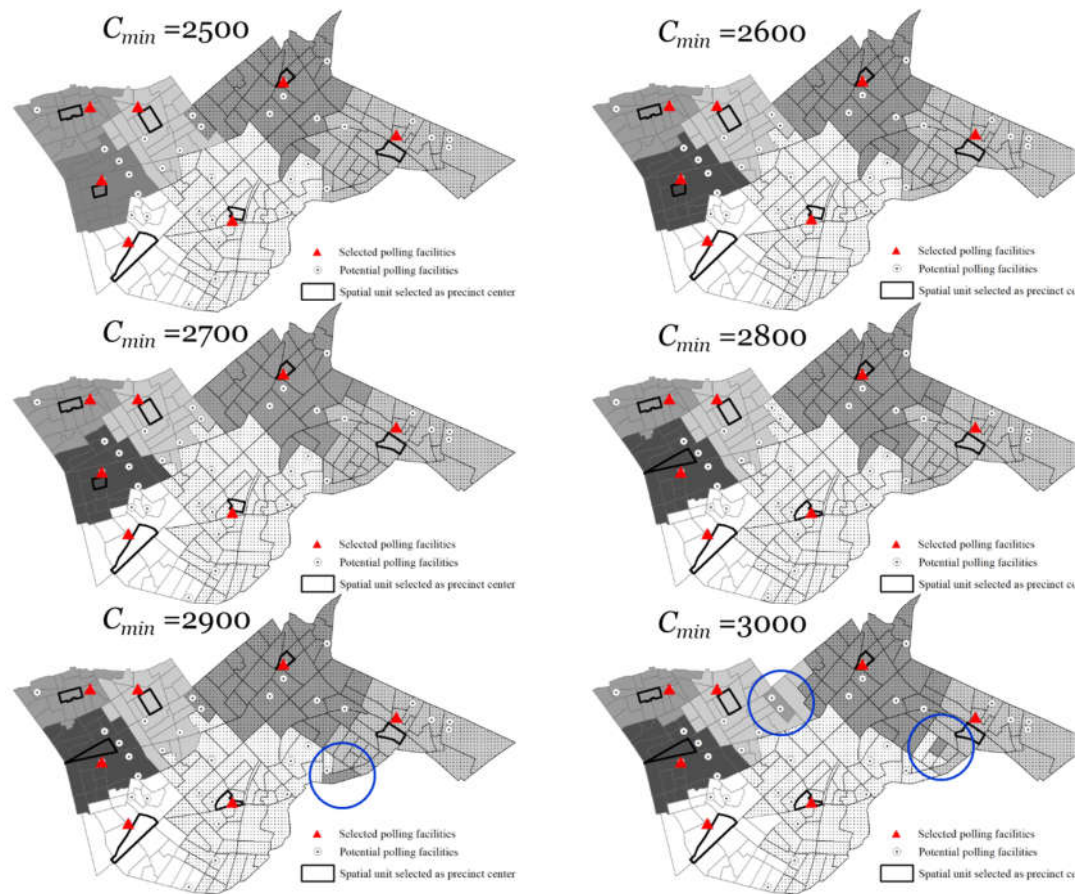 C_min =2500
Selected polling facilities
Potential polling facilities
Spatial unit selected as precinct center
C_min =2600
Selected polling facilities
Potential polling facilities
Spatial unit selected as precinct ce
C_min =2700
Selected polling facilities
Potential polling facilities
Spatial unit selected as precinct center
C_min =2800
Selected polling facilities
Potential polling facilities
Spatial unit selected as precinct ce
C_min =2900
Selected polling facilities
Potential polling facilities
Spatial unit selected as precinct center
C_min =3000
Selected polling facilities
Potential polling facilities
Spatial unit selected as precinct ce